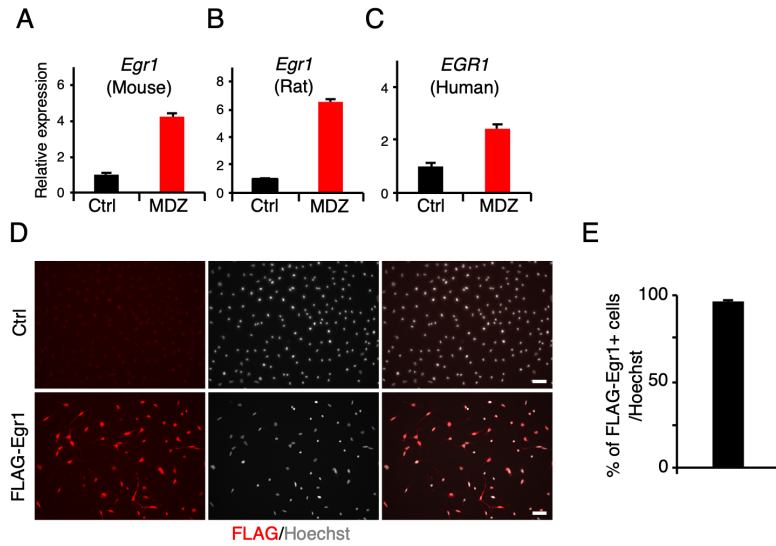 A
B
C
Egr1
(Mouse)
Egr1
(Rat)
EGR1
(Human)
Relative expression
6
4
2
0
8
6
4
2
0
4
2
0
Ctrl
MDZ
Ctrl
MDZ
Ctrl
MDZ
D
E
Ctrl
FLAG-Egr1
FLAG/Hoechst
% of FLAG-Egr1+ cells
/Hoechst
100
50
0